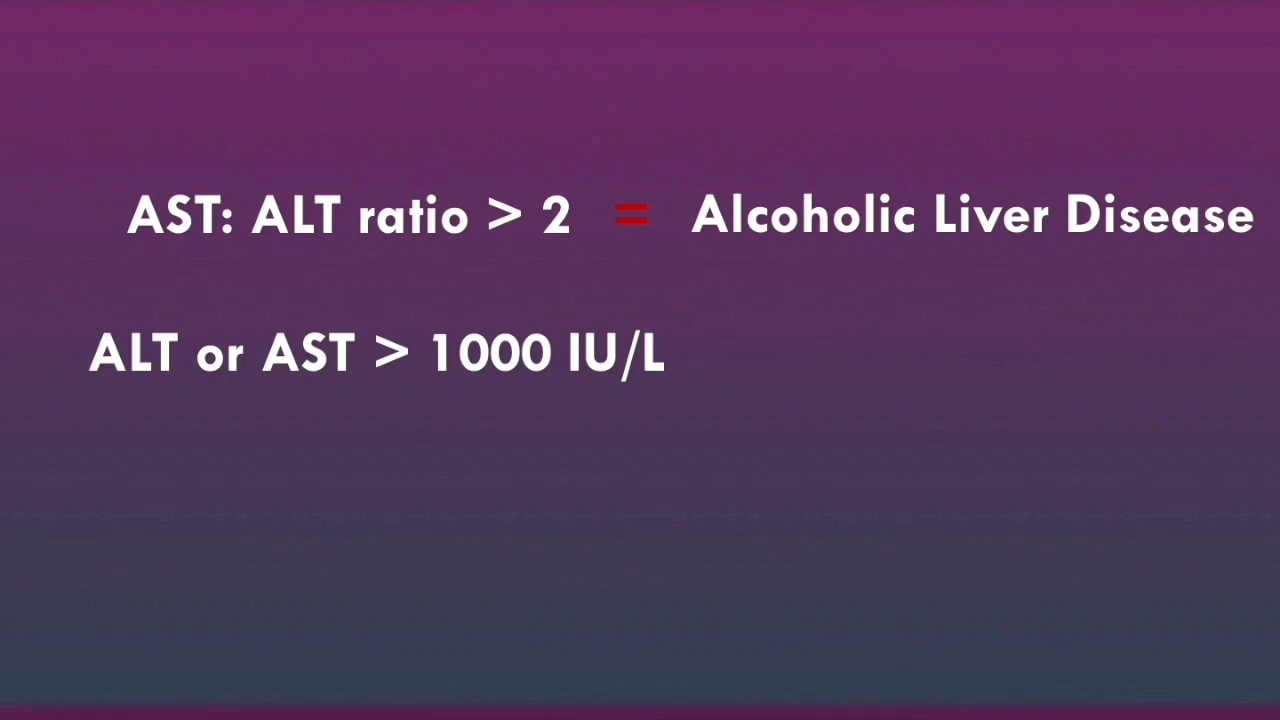 AST: ALT ratio > 2 = Alcoholic Liver Disease
ALT or AST > 1000 IU/L